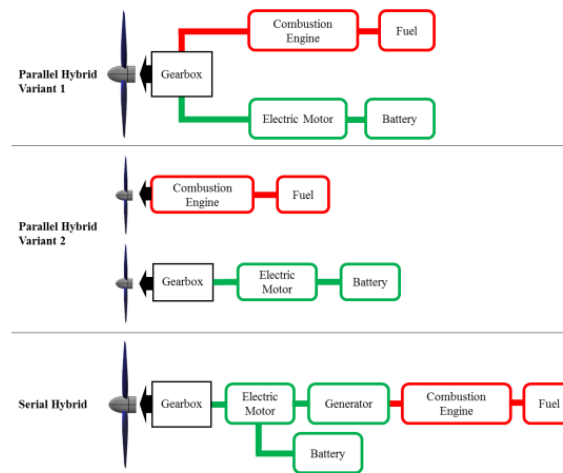 Combustion
Engine
Fuel
Parallel Hybrid
Variant 1
Gearbox
Electric Motor
Battery
Combustion
Engine
Fuel
Parallel Hybrid
Variant 2
Gearbox
Electric
Motor
Battery
Serial Hybrid
Gearbox
Electric
Motor
Generator
Combustion
Engine
Fuel
Battery